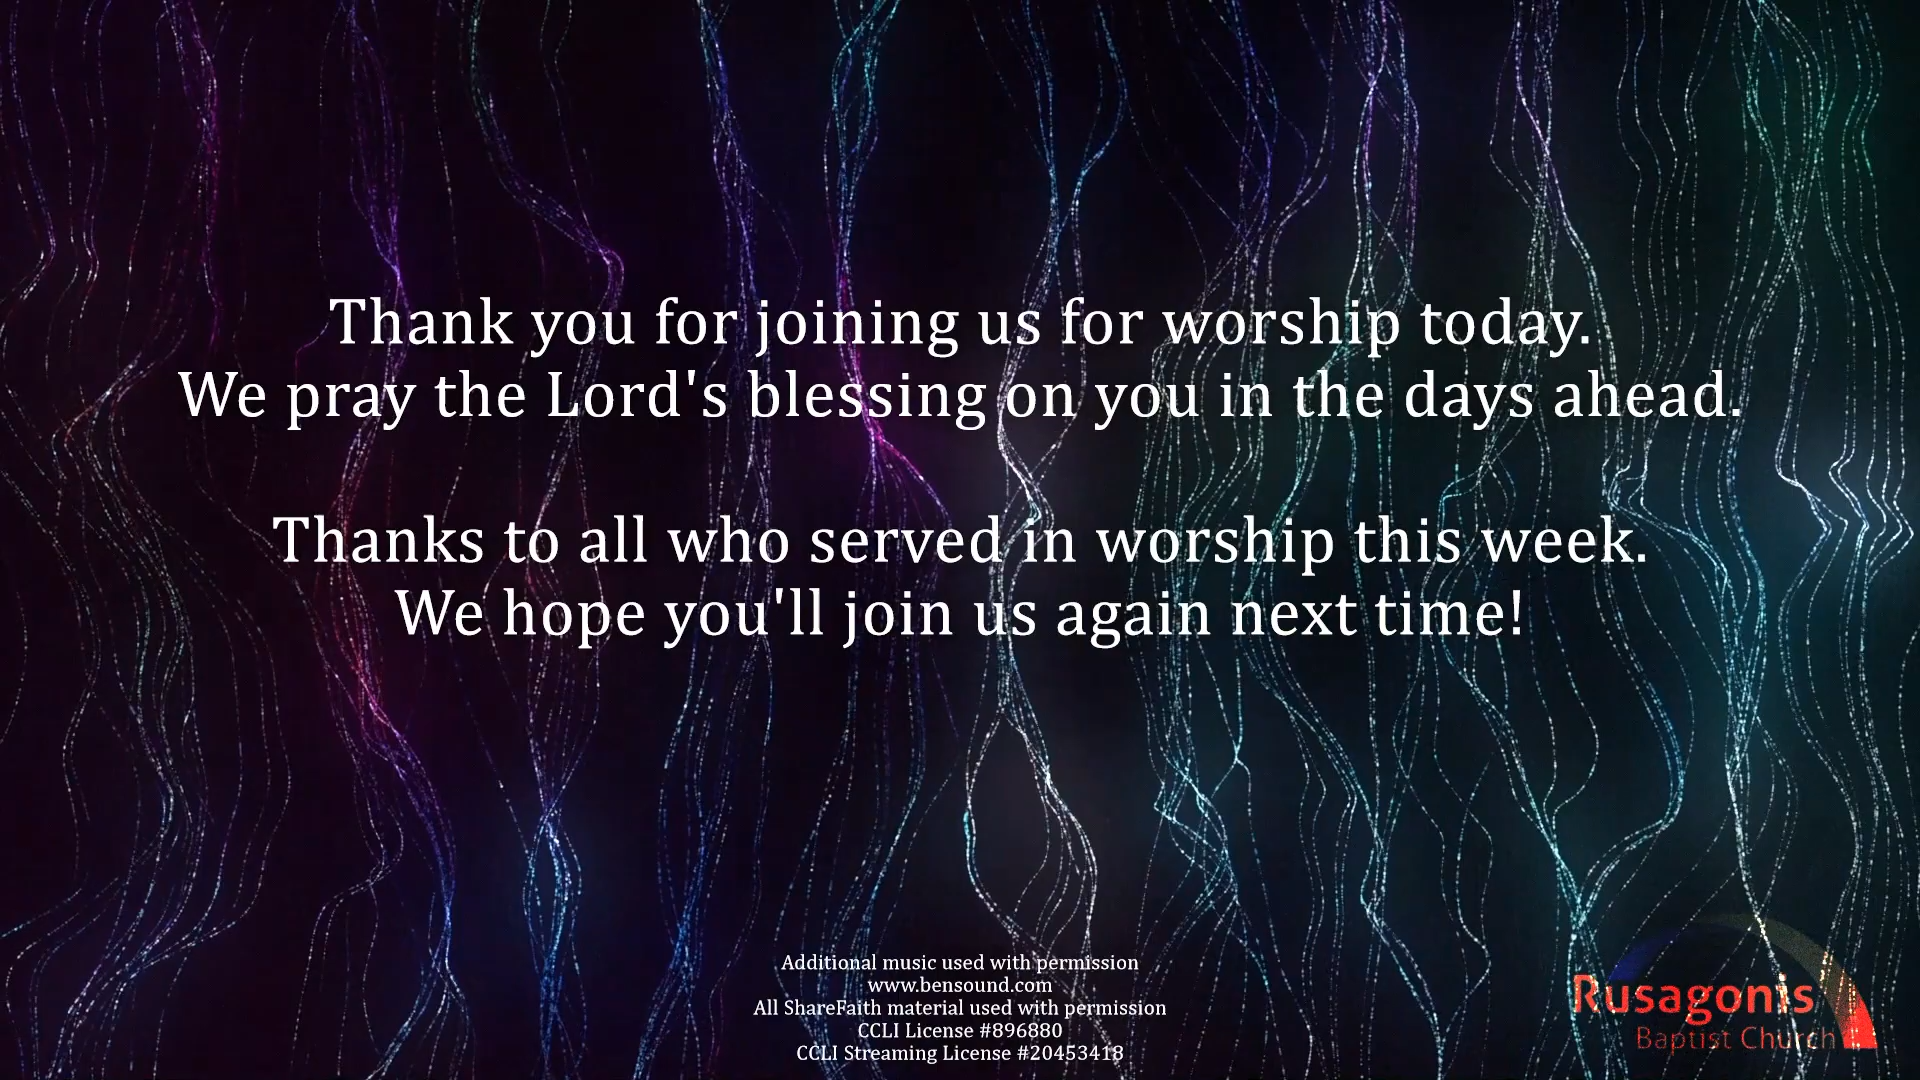 Thank you for joining us for worship today.
We pray the Lord's blessing on you in the days ahead.
Thanks to all who served in worship this week.
We hope you'll join us again next time!
Additional music used with permission
www.bensound.com
All ShareFaith material used with permission
CCLI License #896880
CCLI Streaming License #20453418
Rusagonis
Baptist Church